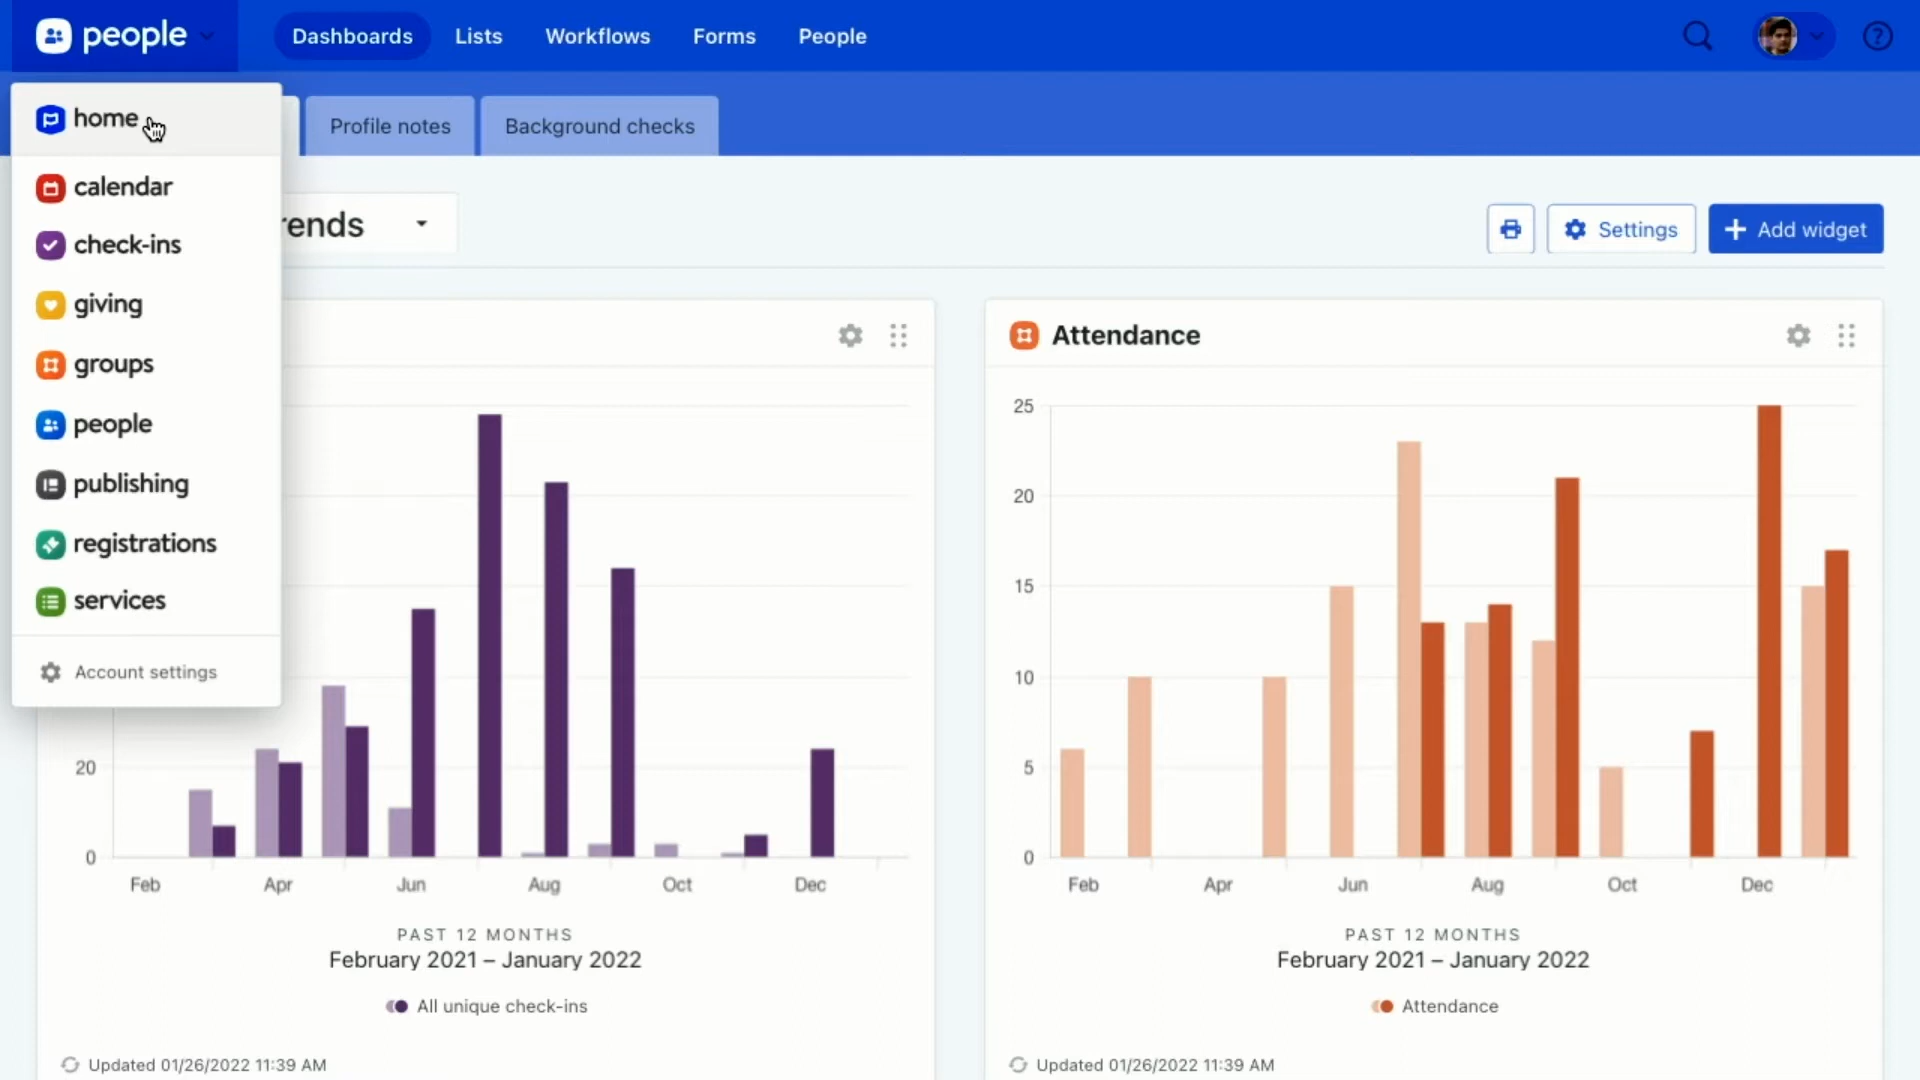 people
Dashboards
Lists
Workflows
Forms
People
home
Profile notes
Background checks
calendar
check-ins
giving
groups
people
publishing
registrations
services
Account settings
Settings
+ Add widget
20
0
Feb Apr Jun Aug Oct Dec
PAST 12 MONTHS
February 2021 – January 2022
All unique check-ins
Updated 01/26/2022 11:39 AM
Attendance
25
20
15
10
5
0
Feb Apr Jun Aug Oct Dec
PAST 12 MONTHS
February 2021 – January 2022
Attendance
Updated 01/26/2022 11:39 AM